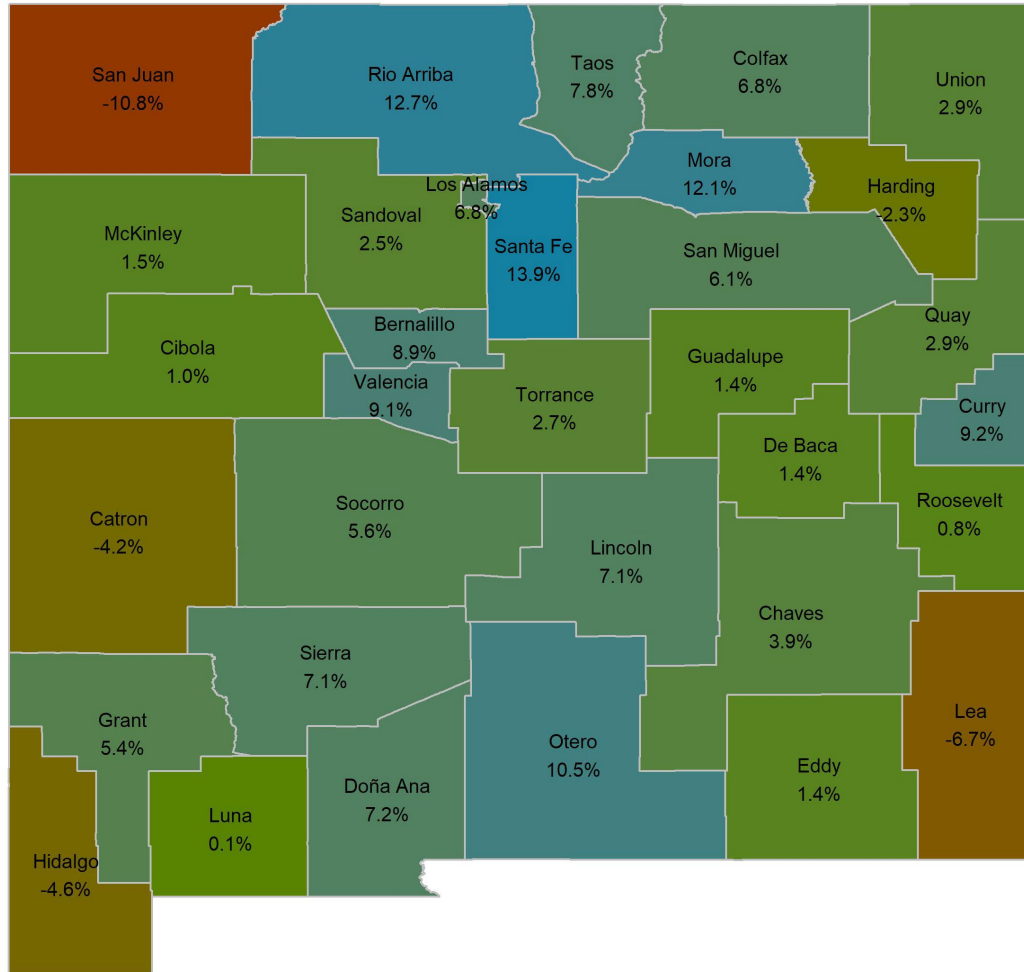 San Juan
-10.8%
Rio Arriba
12.7%
Taos
7.8%
Colfax
6.8%
Union
2.9%
Mora
12.1%
Harding
-2.3%
Los Alamos
6.8%
Sandoval
2.5%
McKinley
1.5%
Santa Fe
13.9%
San Miguel
6.1%
Quay
2.9%
Bernalillo
8.9%
Cibola
1.0%
Valencia
9.1%
Guadalupe
1.4%
Torrance
2.7%
Curry
9.2%
De Baca
1.4%
Roosevelt
0.8%
Catron
-4.2%
Socorro
5.6%
Lincoln
7.1%
Chaves
3.9%
Sierra
7.1%
Grant
5.4%
Lea
-6.7%
Otero
10.5%
Eddy
1.4%
Doña Ana
7.2%
Luna
0.1%
Hidalgo
-4.6%